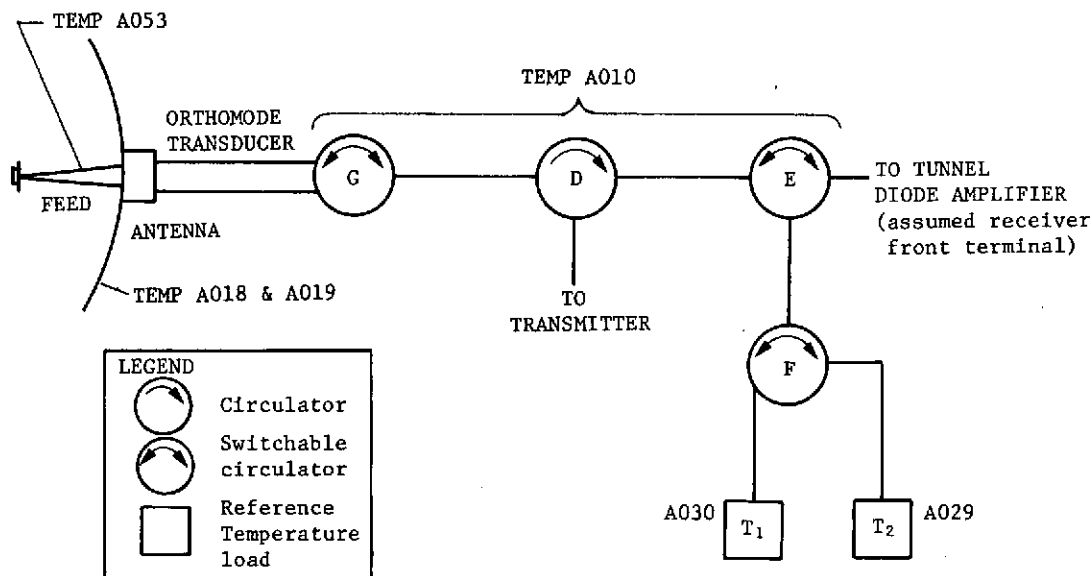 TEMP A053
TEMP A010
ORTHOMODE
TRANSDUCER
G
D
E
TO TUNNEL
DIODE AMPLIFIER
(assumed receiver
front terminal)
FEED
ANTENNA
TEMP A018 & A019
TO
TRANSMITTER
F
LEGEND
Circulator
Switchable
circulator
Reference
Temperature
load
A030
T1
T2
A029